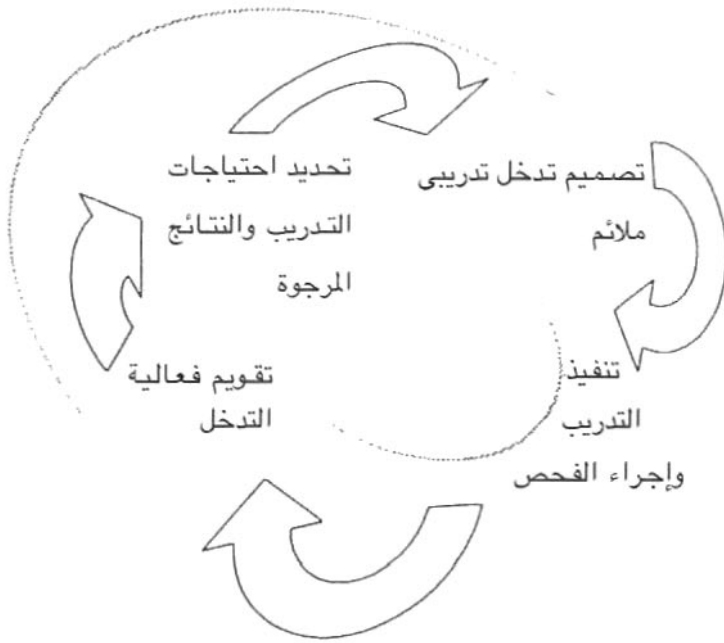 تحديد احتياجات
التدريب والنتائج
المرجوة
تصميم تدخل تدريبى
ملائم
تنفيذ
التدريب
وإجراء الفحص
تقويم فعالية
التدخل